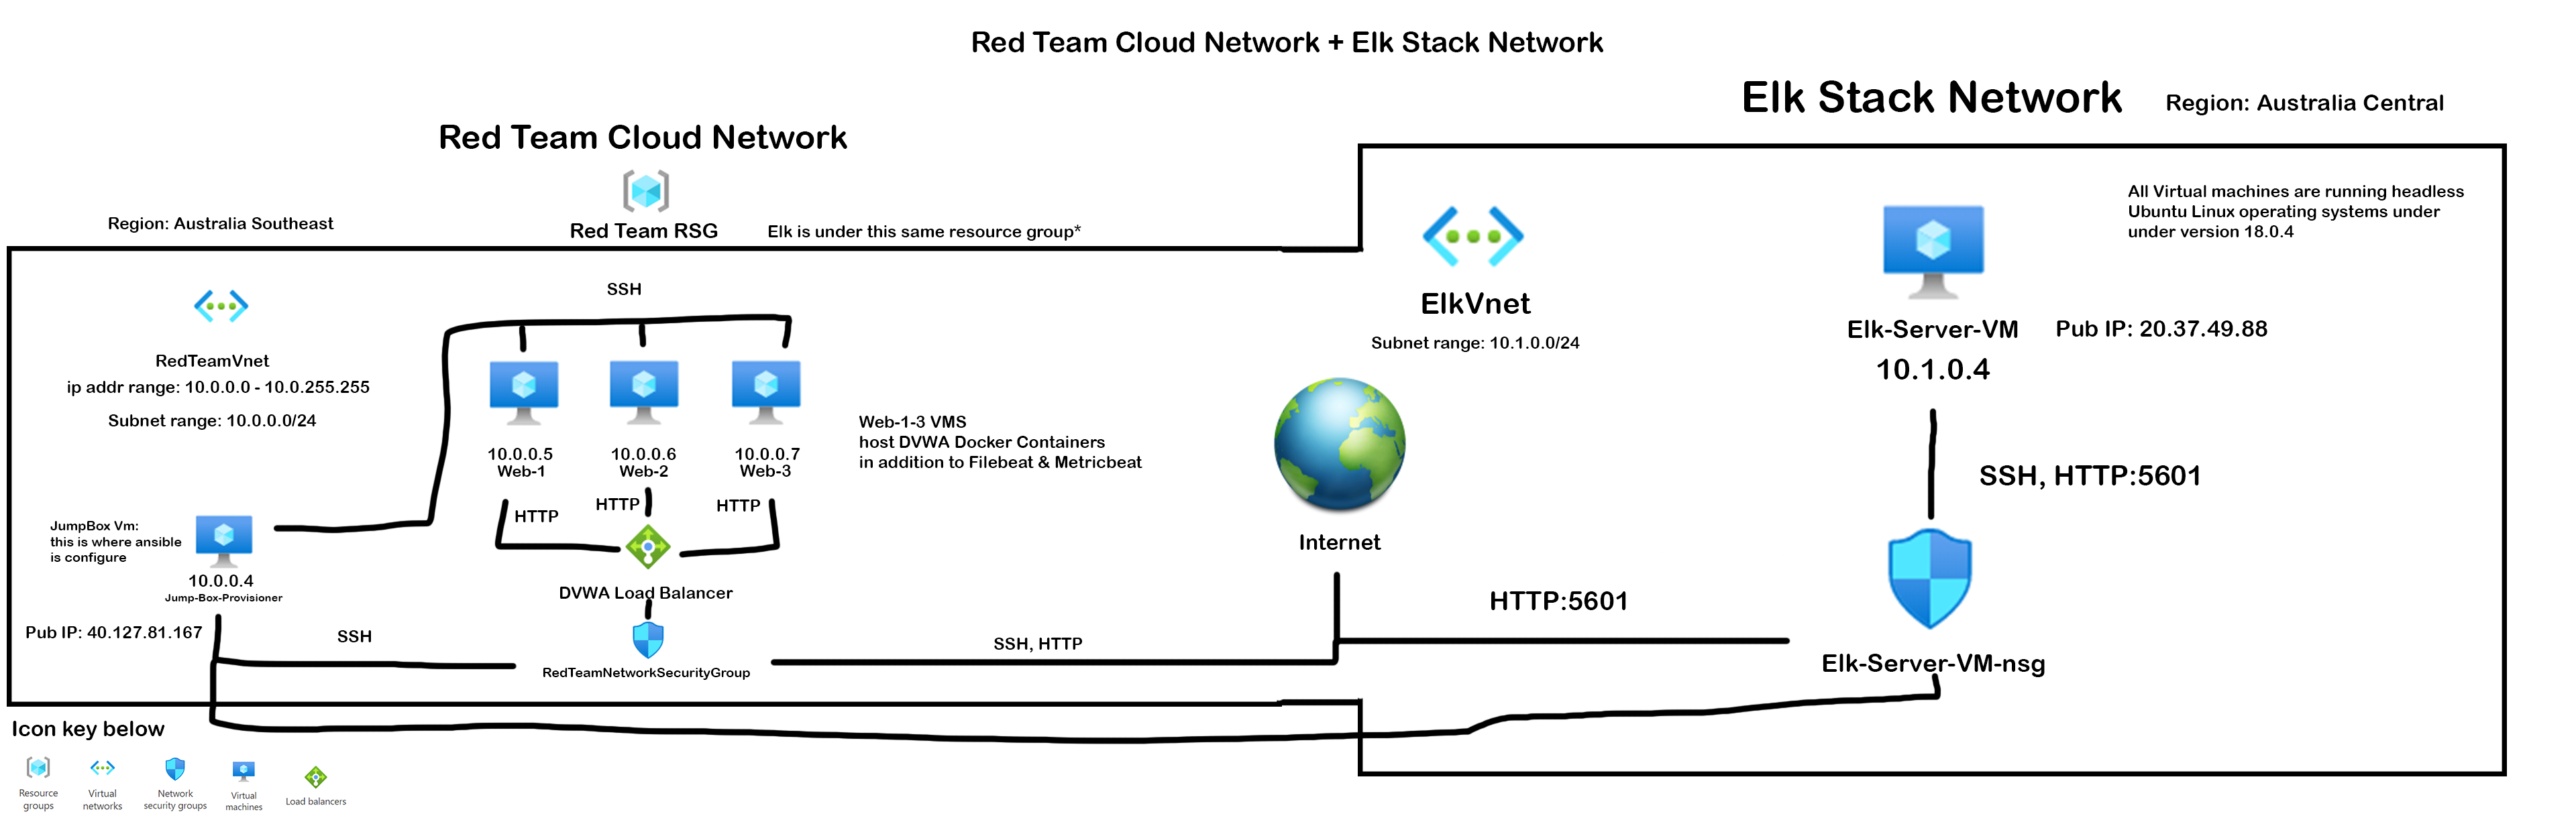 Red Team Cloud Network + Elk Stack Network
Elk Stack Network
Region: Australia Central
Red Team Cloud Network
Region: Australia Southeast
Red Team RSG
Elk is under this same resource group*
RedTeamVnet
ip addr range: 10.0.0.0 - 10.0.255.255
Subnet range: 10.0.0.0/24
SSH
10.0.0.5
Web-1
10.0.0.6
Web-2
10.0.0.7
Web-3
Web-1-3 VMS
host DVWA Docker Containers
in addition to Filebeat & Metricbeat
HTTP
HTTP
HTTP
JumpBox Vm:
this is where ansible
is configure
10.0.0.4
Jump-Box-Provisioner
Pub IP: 40.127.81.167
SSH
DVWA Load Balancer
RedTeamNetworkSecurityGroup
SSH, HTTP
Internet
ElkVnet
Subnet range: 10.1.0.0/24
All Virtual machines are running headless
Ubuntu Linux operating systems under
under version 18.0.4
Elk-Server-VM
Pub IP: 20.37.49.88
10.1.0.4
SSH, HTTP:5601
HTTP:5601
Elk-Server-VM-nsg
Icon key below
Resource
groups
Virtual
networks
Network
security groups
Virtual
machines
Load balancers